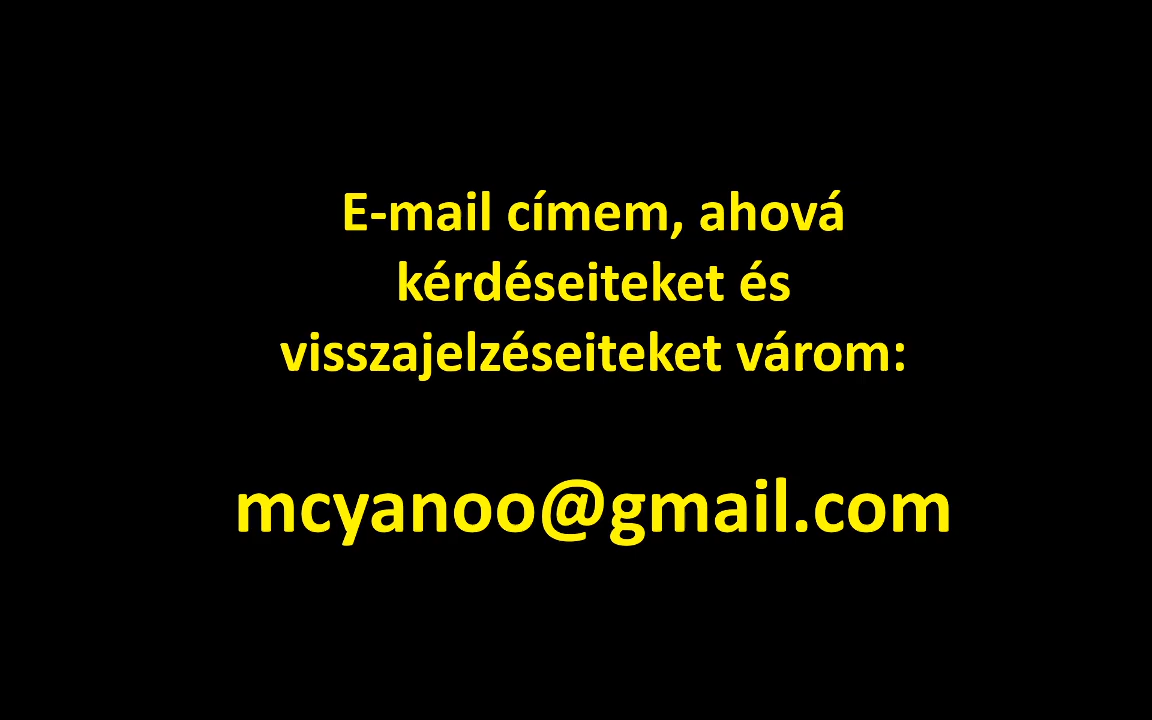 E-mail címem, ahová
kérdéseiteket és
visszajelzéseiteket várom:
mcyanoo@gmail.com